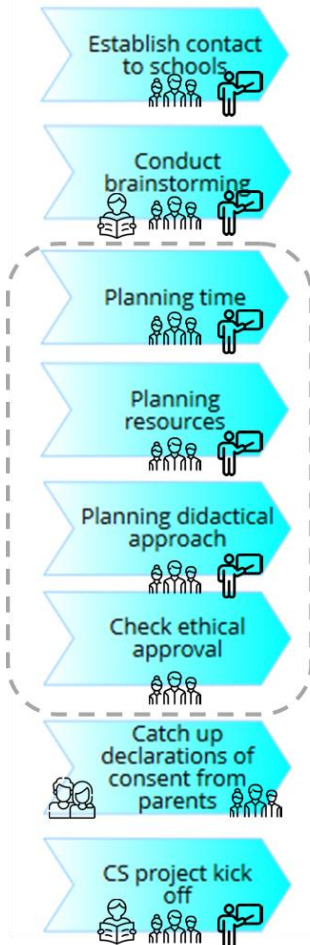 Establish contact
to schools
Conduct
brainstorming
Planning time
Planning
resources
Planning didactical
approach
Check ethical
approval
Catch up
declarations of
consent from
parents
CS project kick
off